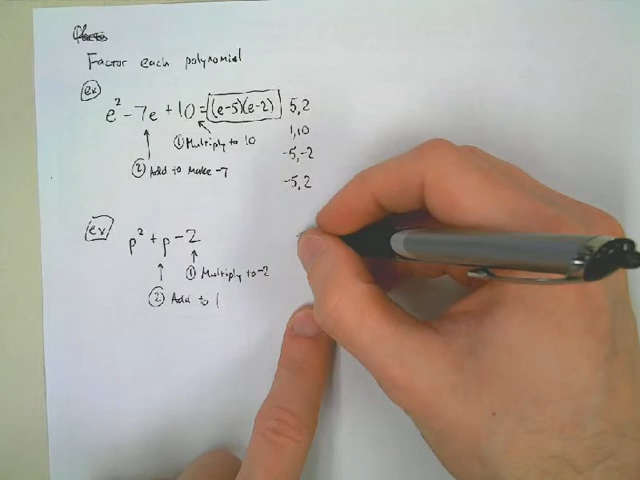 Factor each polynomial
ex
e² - 7e + 10 = (e-5)(e-2)
5,2
1,10
-5,-2
-5,2
① Multiply to 10
② Add to make -7
ex
p² + p - 2
① Multiply to -2
② Add to 1